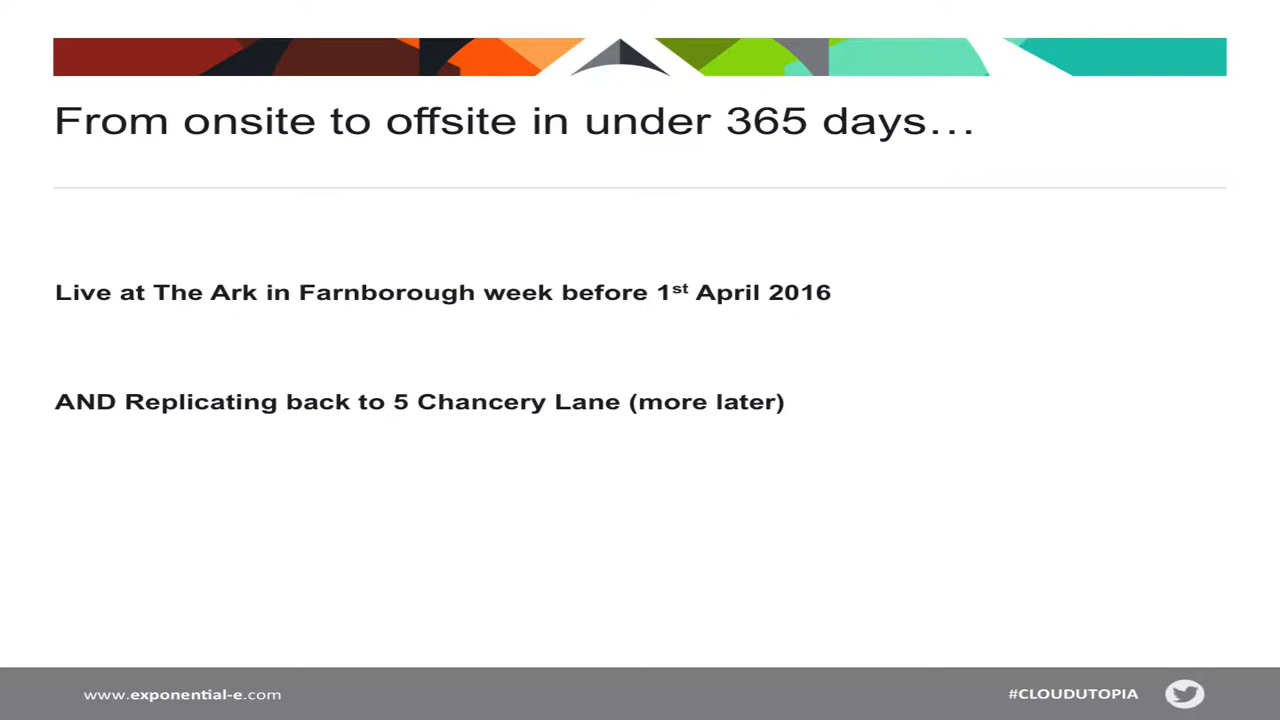 From onsite to offsite in under 365 days…
Live at The Ark in Farnborough week before 1st April 2016
AND Replicating back to 5 Chancery Lane (more later)
www.exponential-e.com
#CLOUDUTOPIA